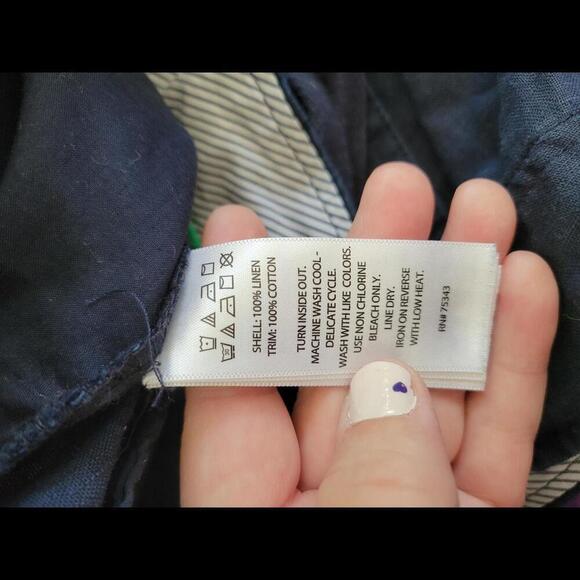 SHELL: 100% LINEN
TRIM: 100% COTTON
TURN INSIDE OUT.
MACHINE WASH COOL -
DELICATE CYCLE.
WASH WITH LIKE COLORS.
USE NON CHLORINE
BLEACH ONLY.
LINE DRY.
IRON ON REVERSE
WITH LOW HEAT.
RN# 75343